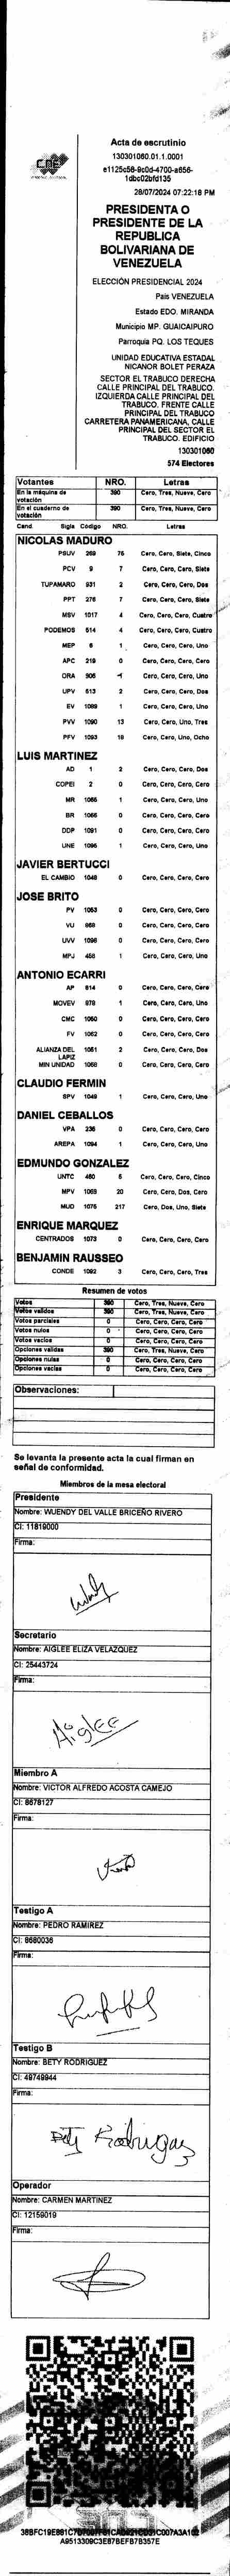 CNE
Acta de escrutinio
130301060.01.1.0001
e1125c58-9c0d-4700-a656-
1dbc02bfd135
28/07/2024 07:22:18 PM
PRESIDENTA O
PRESIDENTE DE LA
REPUBLICA
BOLIVARIANA DE
VENEZUELA
ELECCIÓN PRESIDENCIAL 2024
País VENEZUELA
Estado EDO. MIRANDA
Municipio MP. GUAICAIPURO
Parroquia PQ. LOS TEQUES
UNIDAD EDUCATIVA ESTADAL
NICANOR BOLET PERAZA
SECTOR EL TRABUCO DERECHA
CALLE PRINCIPAL DEL TRABUCO.
IZQUIERDA CALLE PRINCIPAL DEL
TRABUCO. FRENTE CALLE
PRINCIPAL DEL TRABUCO
CARRETERA PANAMERICANA, CALLE
PRINCIPAL DEL SECTOR EL
TRABUCO. EDIFICIO
130301060
574 Electores
Votantes NRO. Letras
En la máquina de votación 390 Cero, Tres, Nueve, Cero
En el cuaderno de votación 390 Cero, Tres, Nueve, Cero
Cand. Sigla Código NRO. Letras
NICOLAS MADURO
PSUV 269 75 Cero, Cero, Siete, Cinco
PCV 9 7 Cero, Cero, Cero, Siete
TUPAMARO 931 2 Cero, Cero, Cero, Dos
PPT 276 7 Cero, Cero, Cero, Siete
MSV 1017 4 Cero, Cero, Cero, Cuatro
PODEMOS 514 4 Cero, Cero, Cero, Cuatro
MEP 6 1 Cero, Cero, Cero, Uno
APC 219 0 Cero, Cero, Cero, Cero
ORA 906 1 Cero, Cero, Cero, Uno
UPV 513 2 Cero, Cero, Cero, Dos
EV 1089 1 Cero, Cero, Cero, Uno
PVV 1090 13 Cero, Cero, Uno, Tres
PFV 1093 18 Cero, Cero, Uno, Ocho
LUIS MARTINEZ
AD 1 2 Cero, Cero, Cero, Dos
COPEI 2 0 Cero, Cero, Cero, Cero
MR 1065 1 Cero, Cero, Cero, Uno
BR 1066 0 Cero, Cero, Cero, Cero
DDP 1091 0 Cero, Cero, Cero, Cero
UNE 1096 1 Cero, Cero, Cero, Uno
JAVIER BERTUCCI
EL CAMBIO 1048 0 Cero, Cero, Cero, Cero
JOSE BRITO
PV 1053 0 Cero, Cero, Cero, Cero
VU 968 0 Cero, Cero, Cero, Cero
UVV 1098 0 Cero, Cero, Cero, Cero
MPJ 458 1 Cero, Cero, Cero, Uno
ANTONIO ECARRI
AP 814 0 Cero, Cero, Cero, Cero
MOVEV 978 1 Cero, Cero, Cero, Uno
CMC 1050 0 Cero, Cero, Cero, Cero
FV 1062 0 Cero, Cero, Cero, Cero
ALIANZA DEL LAPIZ 1051 2 Cero, Cero, Cero, Dos
MIN UNIDAD 1068 0 Cero, Cero, Cero, Cero
CLAUDIO FERMIN
SPV 1049 1 Cero, Cero, Cero, Uno
DANIEL CEBALLOS
VPA 236 0 Cero, Cero, Cero, Cero
AREPA 1094 1 Cero, Cero, Cero, Uno
EDMUNDO GONZALEZ
UNTC 460 5 Cero, Cero, Cero, Cinco
MPV 1069 20 Cero, Cero, Dos, Cero
MUD 1076 217 Cero, Dos, Uno, Siete
ENRIQUE MARQUEZ
CENTRADOS 1073 0 Cero, Cero, Cero, Cero
BENJAMIN RAUSSEO
CONDE 1092 3 Cero, Cero, Cero, Tres
Resumen de votos
Votos 390 Cero, Tres, Nueve, Cero
Votos validos 390 Cero, Tres, Nueve, Cero
Votos parciales 0 Cero, Cero, Cero, Cero
Votos nulos 0 Cero, Cero, Cero, Cero
Votos vacios 0 Cero, Cero, Cero, Cero
Opciones validas 390 Cero, Tres, Nueve, Cero
Opciones nulas 0 Cero, Cero, Cero, Cero
Opciones vacias 0 Cero, Cero, Cero, Cero
Observaciones:
Se levanta la presente acta la cual firman en
señal de conformidad.
Miembros de la mesa electoral
Presidente
Nombre: WUENDY DEL VALLE BRICEÑO RIVERO
CI: 11819000
Firma:
Secretario
Nombre: AIGLEE ELIZA VELAZQUEZ
CI: 25443724
Firma:
Aiglee
Miembro A
Nombre: VICTOR ALFREDO ACOSTA CAMEJO
CI: 8678127
Firma:
Testigo A
Nombre: PEDRO RAMIREZ
CI: 8680036
Firma:
Testigo B
Nombre: BETY RODRIGUEZ
CI: 49749944
Firma:
Bety Rodriguez
Operador
Nombre: CARMEN MARTINEZ
CI: 12159019
Firma:
A9513309C3E87BEFB7B357E